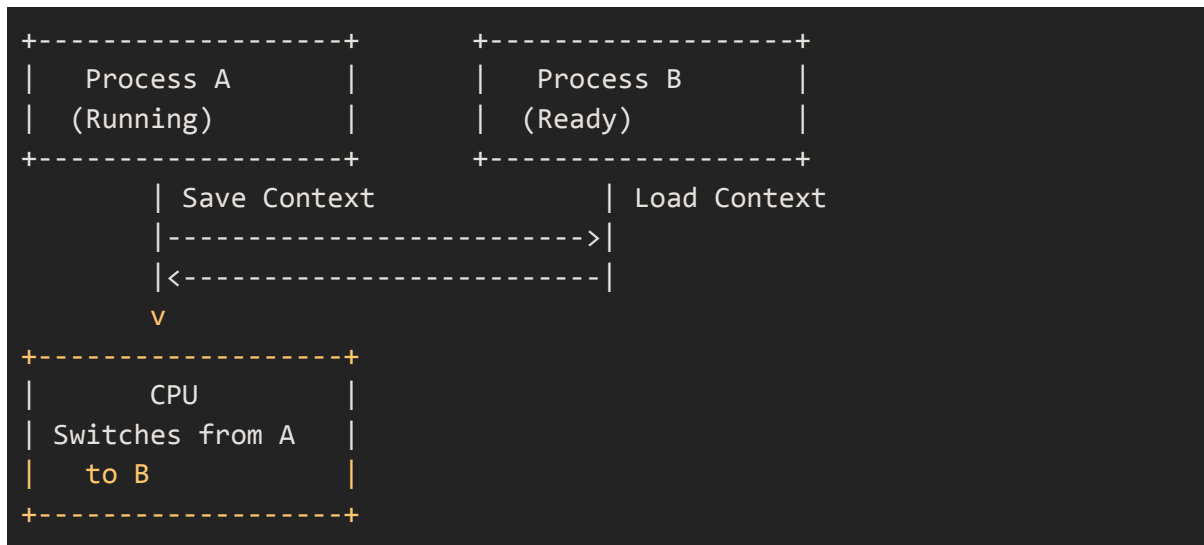 +-------------------+       +-------------------+
|   Process A       |       |   Process B       |
|  (Running)        |       |  (Ready)          |
+-------------------+       +-------------------+
        | Save Context              | Load Context
        |-------------------------->|
        |<--------------------------|
        v
+-------------------+
|       CPU         |
| Switches from A   |
|   to B            |
+-------------------+